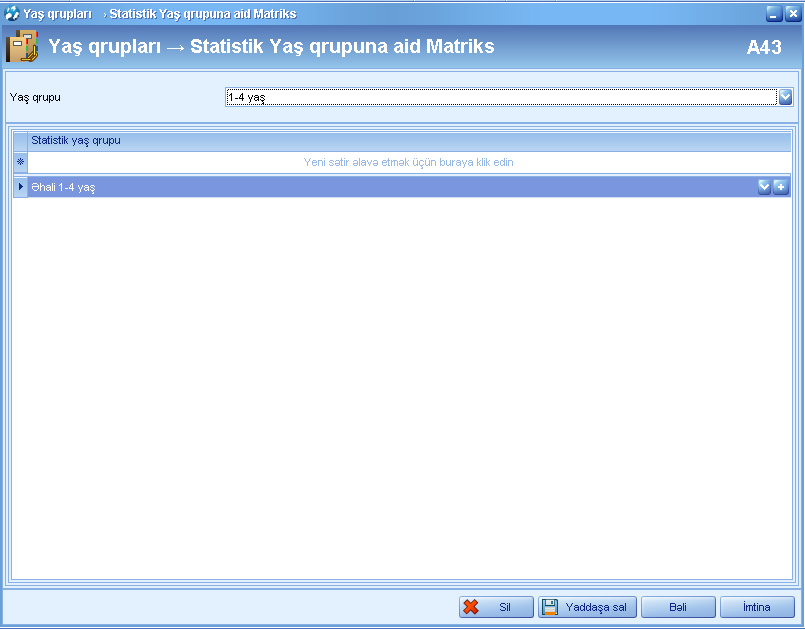 Yaş qrupları → Statistik Yaş qrupuna aid Matriks
Yaş qrupları → Statistik Yaş qrupuna aid Matriks
A43
Yaş qrupu
1-4 yaş
Statistik yaş qrupu
Yeni sətir əlavə etmək üçün buraya klik edin
Əhali 1-4 yaş
Sil
Yaddaşa sal
Bəli
İmtina